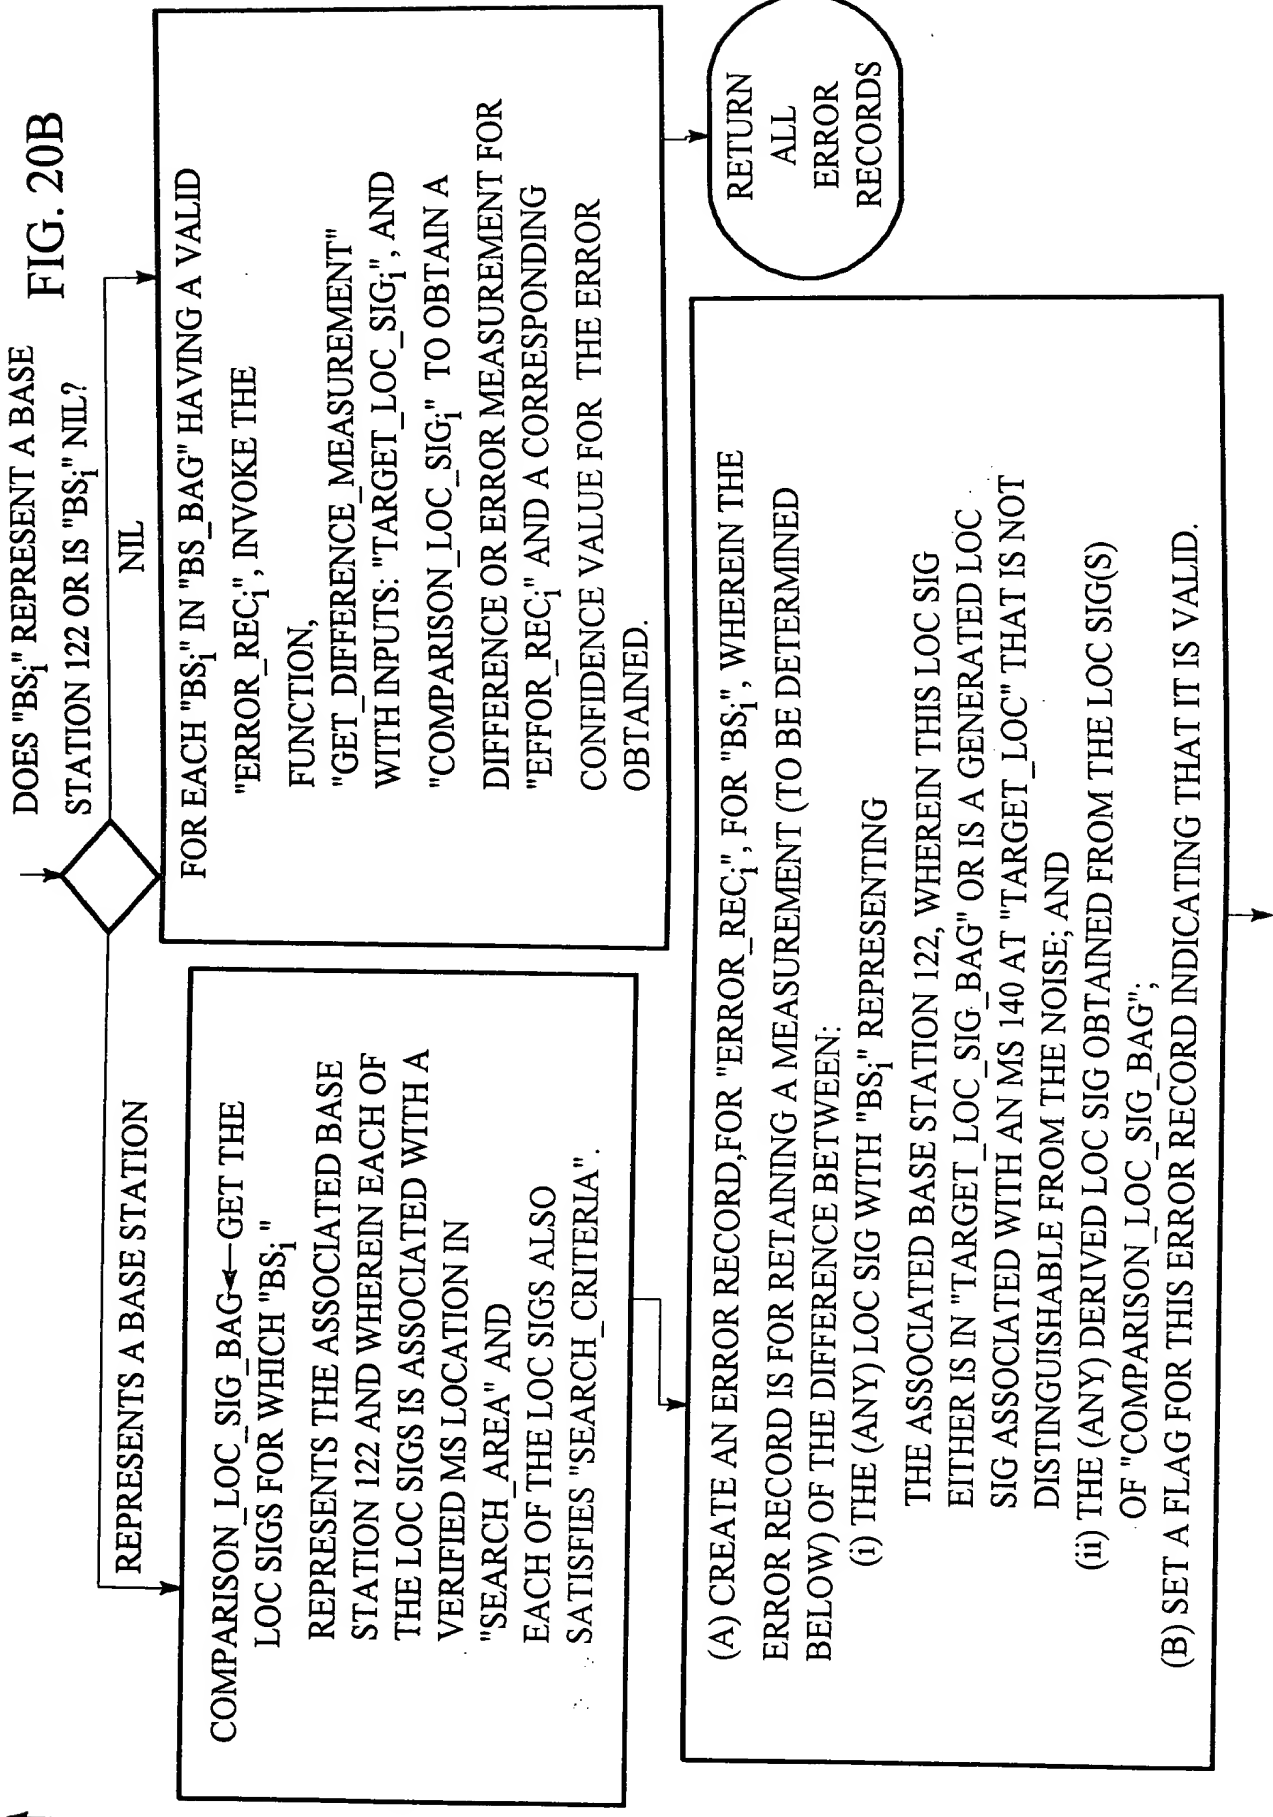 DOES "BSi" REPRESENT A BASE
STATION 122 OR IS "BSi" NIL?
FIG. 20B
REPRESENTS A BASE STATION
NIL
COMPARISON_LOC_SIG_BAG←GET THE
LOC SIGS FOR WHICH "BSi"
REPRESENTS THE ASSOCIATED BASE
STATION 122 AND WHEREIN EACH OF
THE LOC SIGS IS ASSOCIATED WITH A
VERIFIED MS LOCATION IN
"SEARCH_AREA" AND
EACH OF THE LOC SIGS ALSO
SATISFIES "SEARCH_CRITERIA".
FOR EACH "BSi" IN "BS_BAG" HAVING A VALID
"ERROR_RECi", INVOKE THE
FUNCTION,
"GET_DIFFERENCE_MEASUREMENT"
WITH INPUTS: "TARGET_LOC_SIGi", AND
"COMPARISON_LOC_SIGi" TO OBTAIN A
DIFFERENCE OR ERROR MEASUREMENT FOR
"EFFOR_RECi" AND A CORRESPONDING
CONFIDENCE VALUE FOR THE ERROR
OBTAINED.
RETURN
ALL
ERROR
RECORDS
(A) CREATE AN ERROR RECORD,FOR "ERROR_RECi", FOR "BSi", WHEREIN THE
ERROR RECORD IS FOR RETAINING A MEASUREMENT (TO BE DETERMINED
BELOW) OF THE DIFFERENCE BETWEEN:
(i) THE (ANY) LOC SIG WITH "BSi" REPRESENTING
THE ASSOCIATED BASE STATION 122, WHEREIN THIS LOC SIG
EITHER IS IN "TARGET_LOC_SIG_BAG" OR IS A GENERATED LOC
SIG ASSOCIATED WITH AN MS 140 AT "TARGET_LOC" THAT IS NOT
DISTINGUISHABLE FROM THE NOISE; AND
(ii) THE (ANY) DERIVED LOC SIG OBTAINED FROM THE LOC SIG(S)
OF "COMPARISON_LOC_SIG_BAG";
(B) SET A FLAG FOR THIS ERROR RECORD INDICATING THAT IT IS VALID.